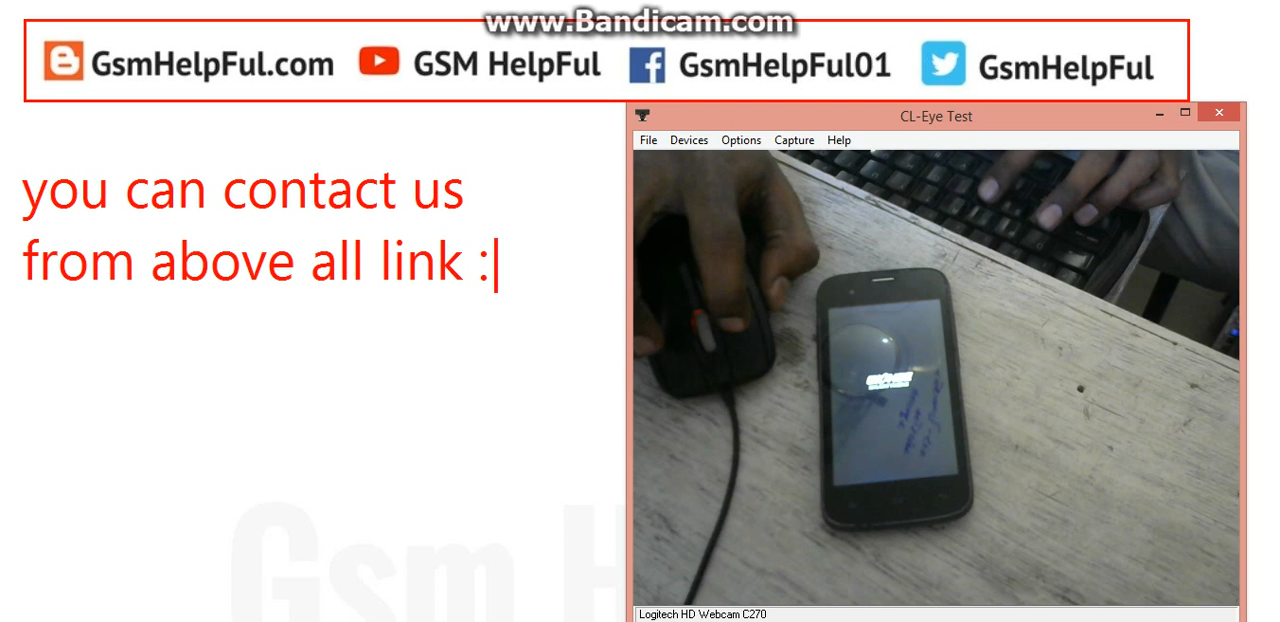 www.Bandicam.com
GsmHelpFul.com GSM HelpFul GsmHelpFul01 GsmHelpFul
CL-Eye Test
File Devices Options Capture Help
you can contact us
from above all link :
Gsm H
Logitech HD Webcam C270